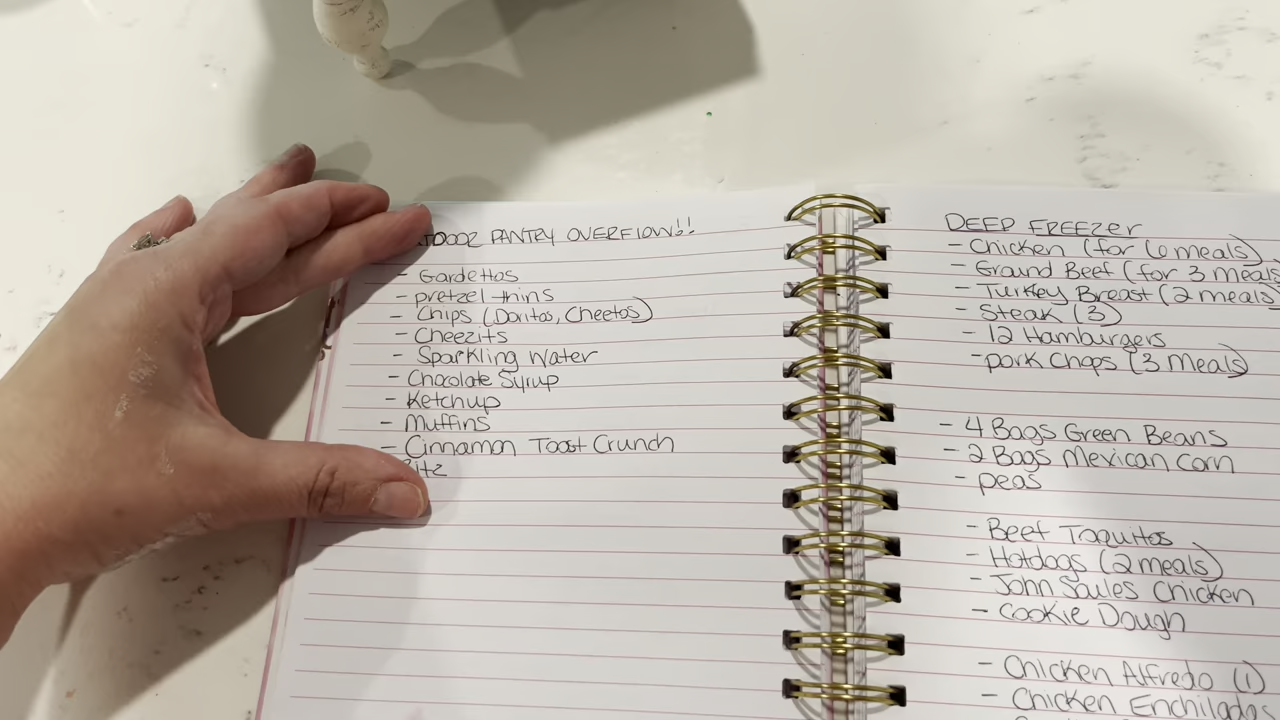 PANTRY OVERFlOW!!
- Gardettos
- pretzel thins
- Chips (Doritos, Cheetos)
- Cheezits
- Sparkling Water
- Chocolate Syrup
- Ketchup
- Muffins
- Cinnamon Toast Crunch
DEEP FREEZEr
- Chicken (for 6 meals)
- Ground Beef (for 3 meals
- Turkey Breast (2 meals)
- Steak (3)
- 12 Hamburgers
- pork Chops (3 Meals)
- 4 Bags Green Beans
- 2 Bags Mexican Corn
- peas
- Beef Taquitos
- Hotdogs (2 meals)
- John Soules Chicken
- Cookie Dough
- Chicken Alfredo (1)
- Chicken Enchiladas